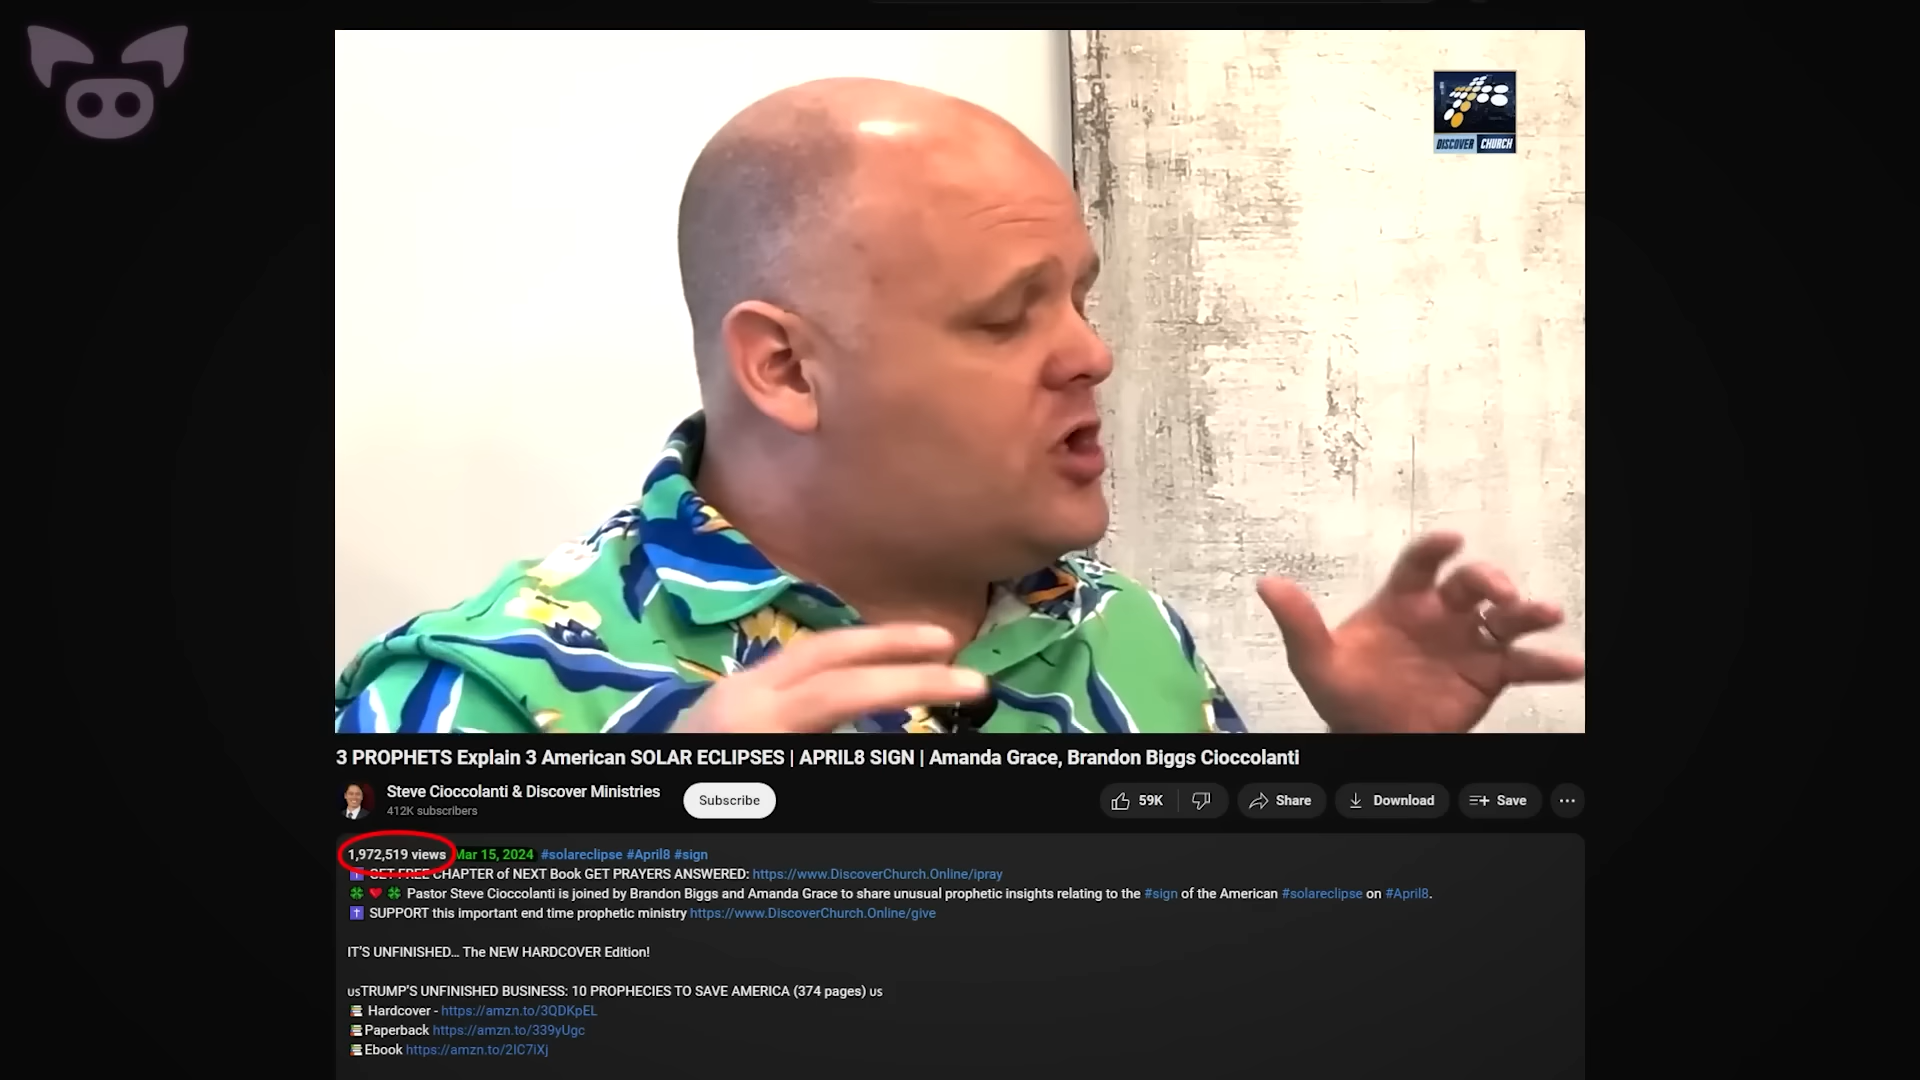 DISCOVER CHURCH
3 PROPHETS Explain 3 American SOLAR ECLIPSES | APRIL8 SIGN | Amanda Grace, Brandon Biggs Cioccolanti
Steve Cioccolanti & Discover Ministries
412K subscribers
Subscribe
59K
Share
Download
Save
1,972,519 views Mar 15, 2024 #solareclipse #April8 #sign
GET FREE CHAPTER of NEXT Book GET PRAYERS ANSWERED: https://www.DiscoverChurch.Online/ipray
Pastor Steve Cioccolanti is joined by Brandon Biggs and Amanda Grace to share unusual prophetic insights relating to the #sign of the American #solareclipse on #April8.
SUPPORT this important end time prophetic ministry https://www.DiscoverChurch.Online/give
IT'S UNFINISHED... The NEW HARDCOVER Edition!
usTRUMP'S UNFINISHED BUSINESS: 10 PROPHECIES TO SAVE AMERICA (374 pages) us
Hardcover - https://amzn.to/3QDKpEL
Paperback https://amzn.to/339yUgc
Ebook https://amzn.to/2IC7iXj